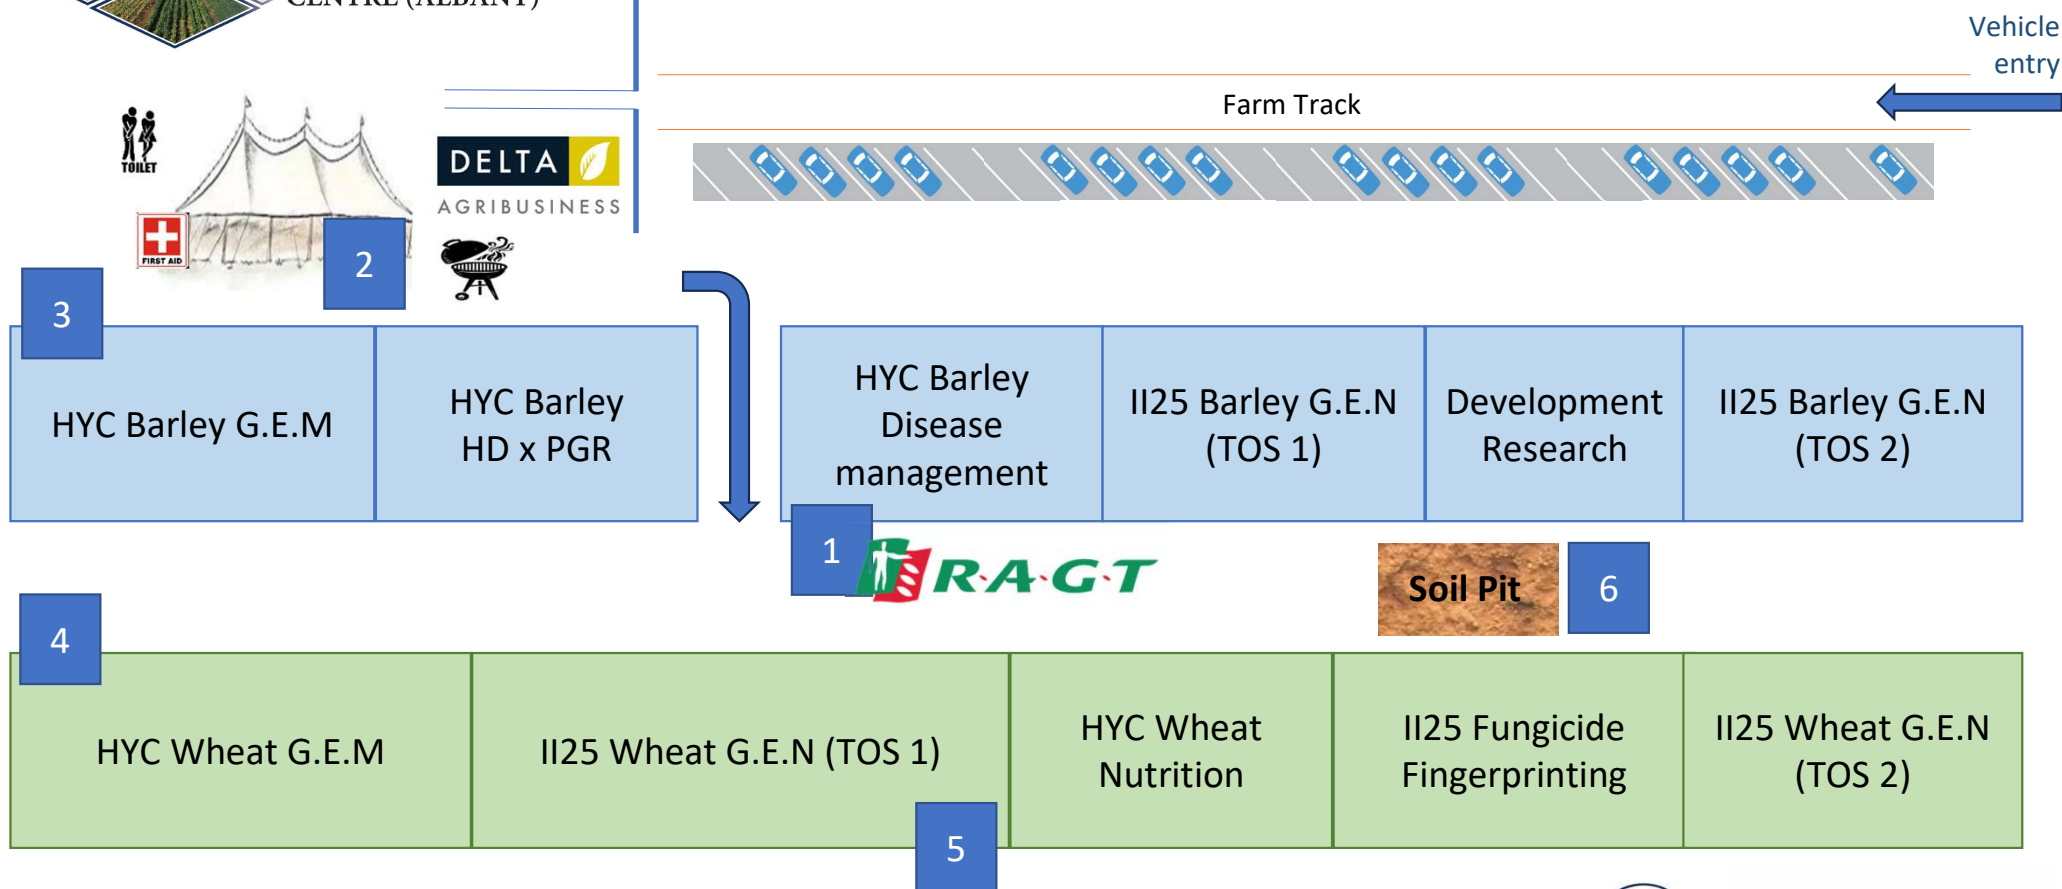 CENTRE (ALBANY)
Vehicle
entry
Farm Track
TOILET
DELTA
AGRIBUSINESS
FIRST AID
2
3
HYC Barley G.E.M
HYC Barley
HD x PGR
HYC Barley
Disease
management
II25 Barley G.E.N
(TOS 1)
Development
Research
II25 Barley G.E.N
(TOS 2)
1
R·A·G·T
Soil Pit
6
4
HYC Wheat G.E.M
II25 Wheat G.E.N (TOS 1)
HYC Wheat
Nutrition
II25 Fungicide
Fingerprinting
II25 Wheat G.E.N
(TOS 2)
5